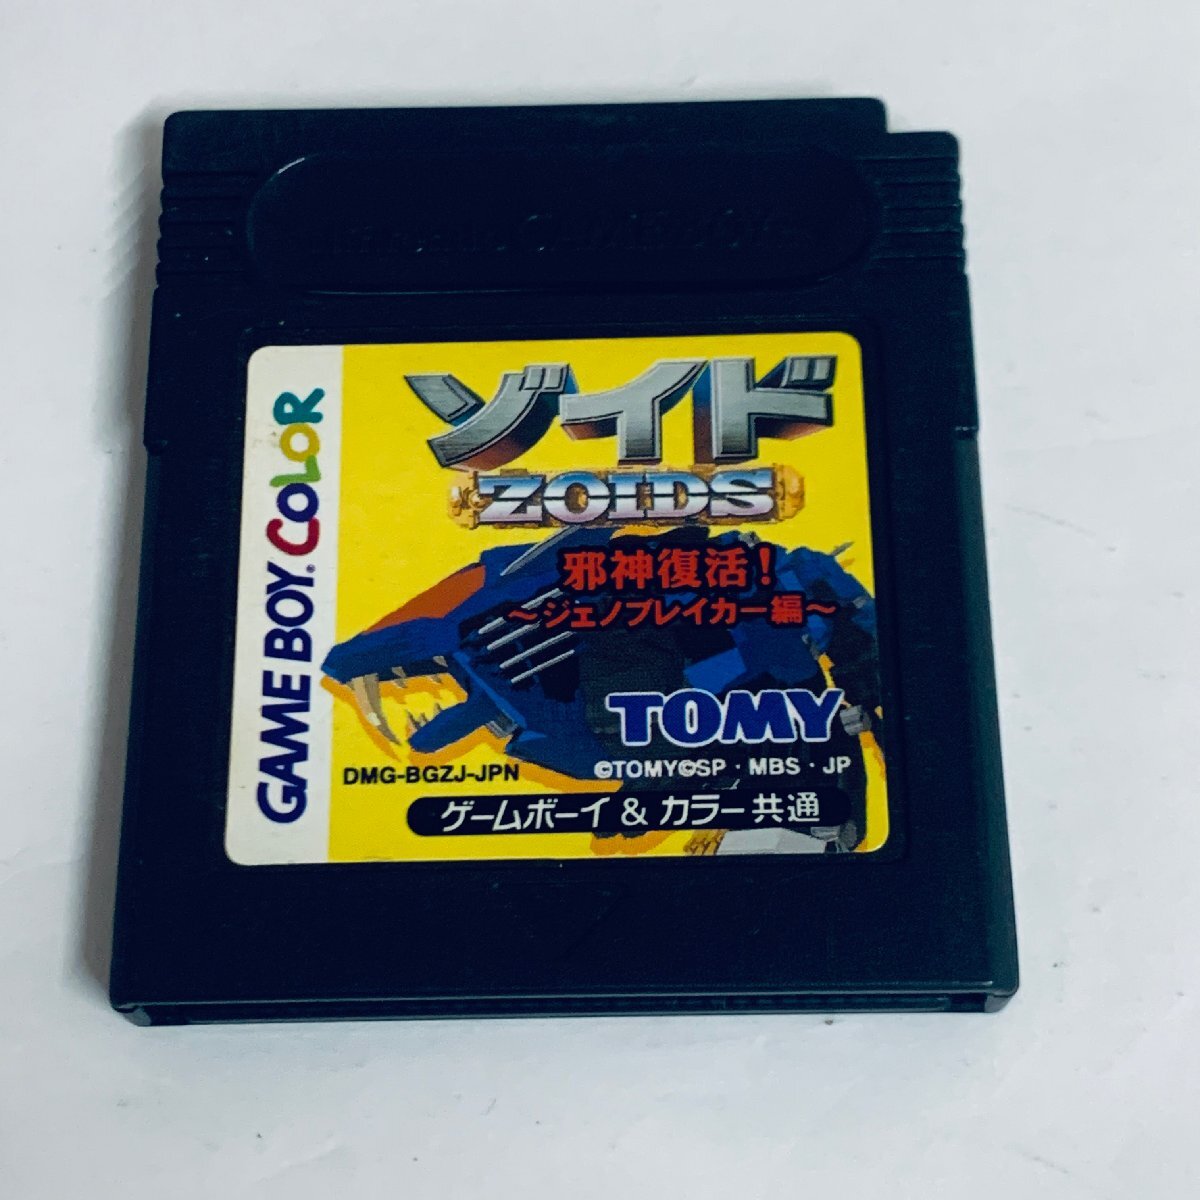 GAME BOY COLOR
ゾイド
ZOIDS
邪神復活!
～ジェノブレイカー編～
TOMY
DMG-BGZJ-JPN
©TOMY©SP・MBS・JP
ゲームボーイ & カラー共通